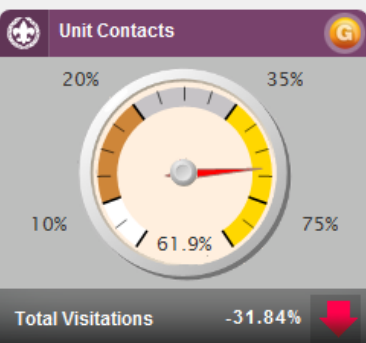 Unit Contacts G
20% 35%
10% 75%
61.9%
Total Visitations -31.84%